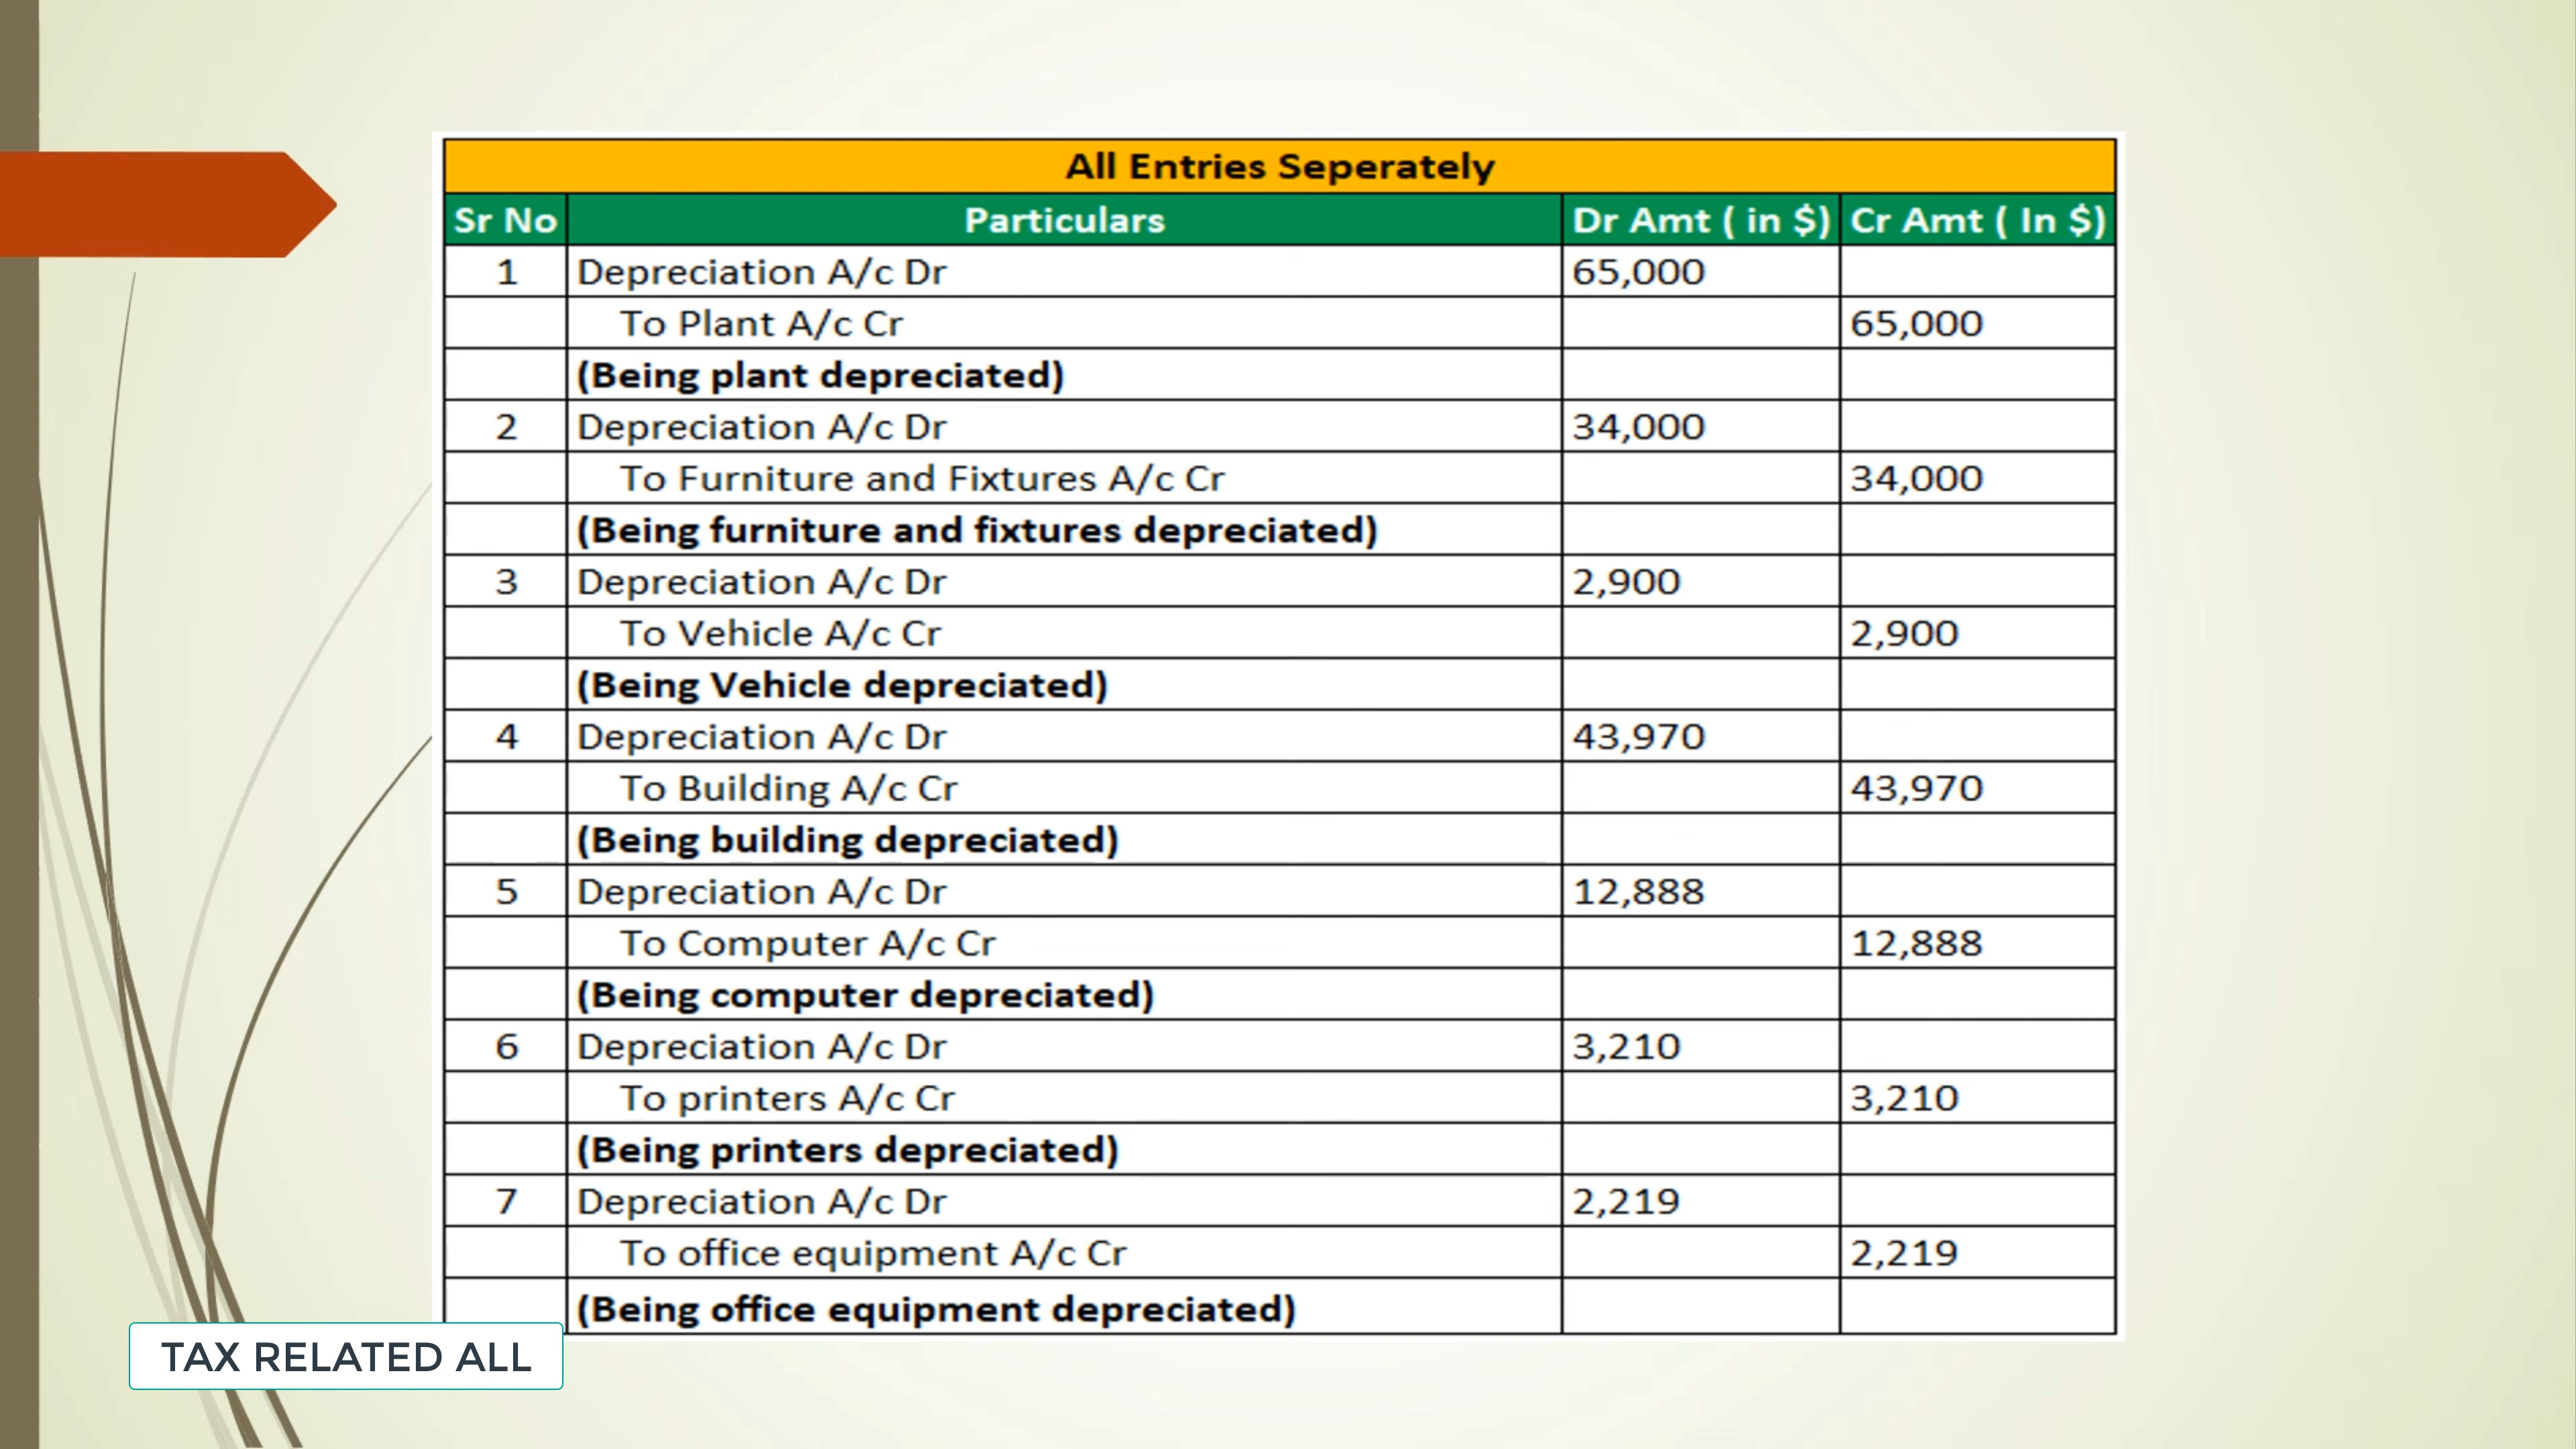 All Entries Seperately
Sr No Particulars Dr Amt ( in $) Cr Amt ( In $)
1 Depreciation A/c Dr 65,000
To Plant A/c Cr 65,000
(Being plant depreciated)
2 Depreciation A/c Dr 34,000
To Furniture and Fixtures A/c Cr 34,000
(Being furniture and fixtures depreciated)
3 Depreciation A/c Dr 2,900
To Vehicle A/c Cr 2,900
(Being Vehicle depreciated)
4 Depreciation A/c Dr 43,970
To Building A/c Cr 43,970
(Being building depreciated)
5 Depreciation A/c Dr 12,888
To Computer A/c Cr 12,888
(Being computer depreciated)
6 Depreciation A/c Dr 3,210
To printers A/c Cr 3,210
(Being printers depreciated)
7 Depreciation A/c Dr 2,219
To office equipment A/c Cr 2,219
(Being office equipment depreciated)
TAX RELATED ALL